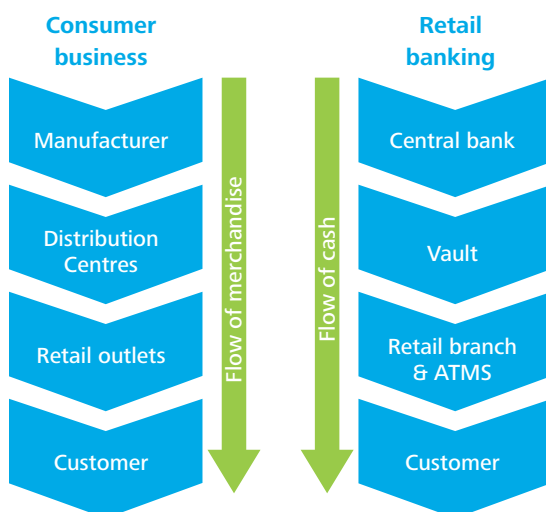 Consumer
business
Manufacturer
Distribution
Centres
Retail outlets
Customer
Flow of merchandise
Flow of cash
Retail
banking
Central bank
Vault
Retail branch
& ATMS
Customer